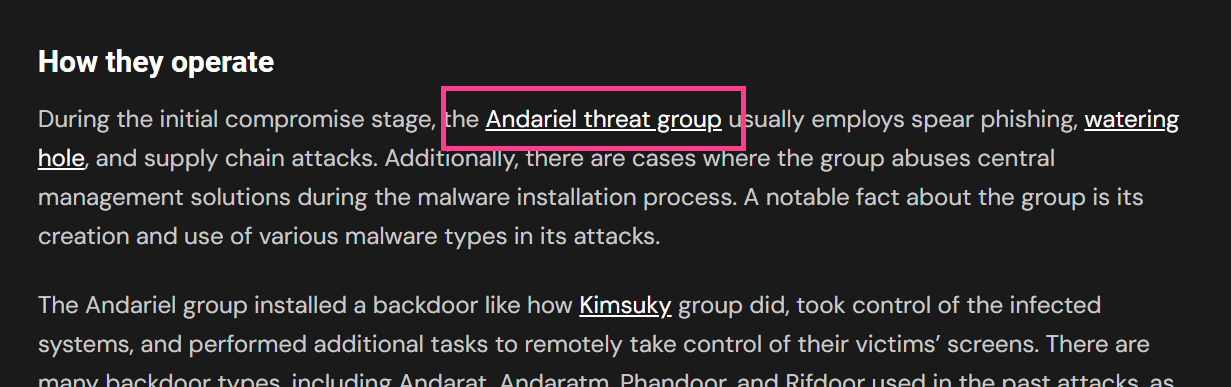 How they operate
During the initial compromise stage, the Andariel threat group usually employs spear phishing, watering
hole, and supply chain attacks. Additionally, there are cases where the group abuses central
management solutions during the malware installation process. A notable fact about the group is its
creation and use of various malware types in its attacks.
The Andariel group installed a backdoor like how Kimsuky group did, took control of the infected
systems, and performed additional tasks to remotely take control of their victims’ screens. There are
many backdoor types, including Andarat, Andaratm, Phandoor, and Rifdoor used in the past attacks, as